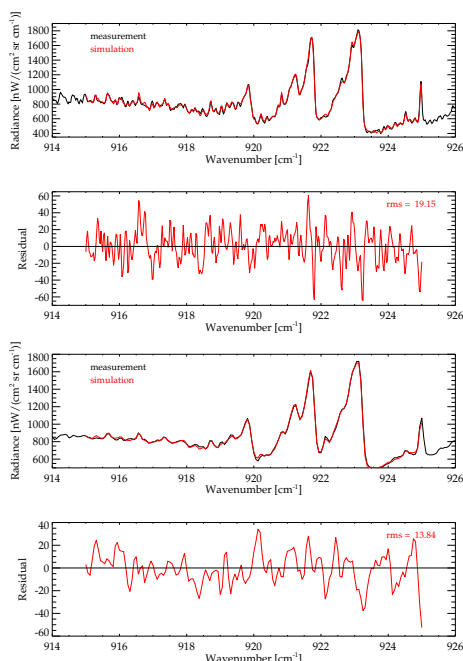 Radiance [nW/(cm² sr cm⁻¹)]
1800
1600
1400
1200
1000
800
600
400
measurement
simulation
914 916 918 920 922 924 926
Wavenumber [cm⁻¹]
Residual
60
40
20
0
-20
-40
-60
rms = 19.15
914 916 918 920 922 924 926
Wavenumber [cm⁻¹]
Radiance [nW/(cm² sr cm⁻¹)]
1800
1600
1400
1200
1000
800
600
measurement
simulation
914 916 918 920 922 924 926
Wavenumber [cm⁻¹]
Residual
40
20
0
-20
-40
-60
rms = 13.84
914 916 918 920 922 924 926
Wavenumber [cm⁻¹]